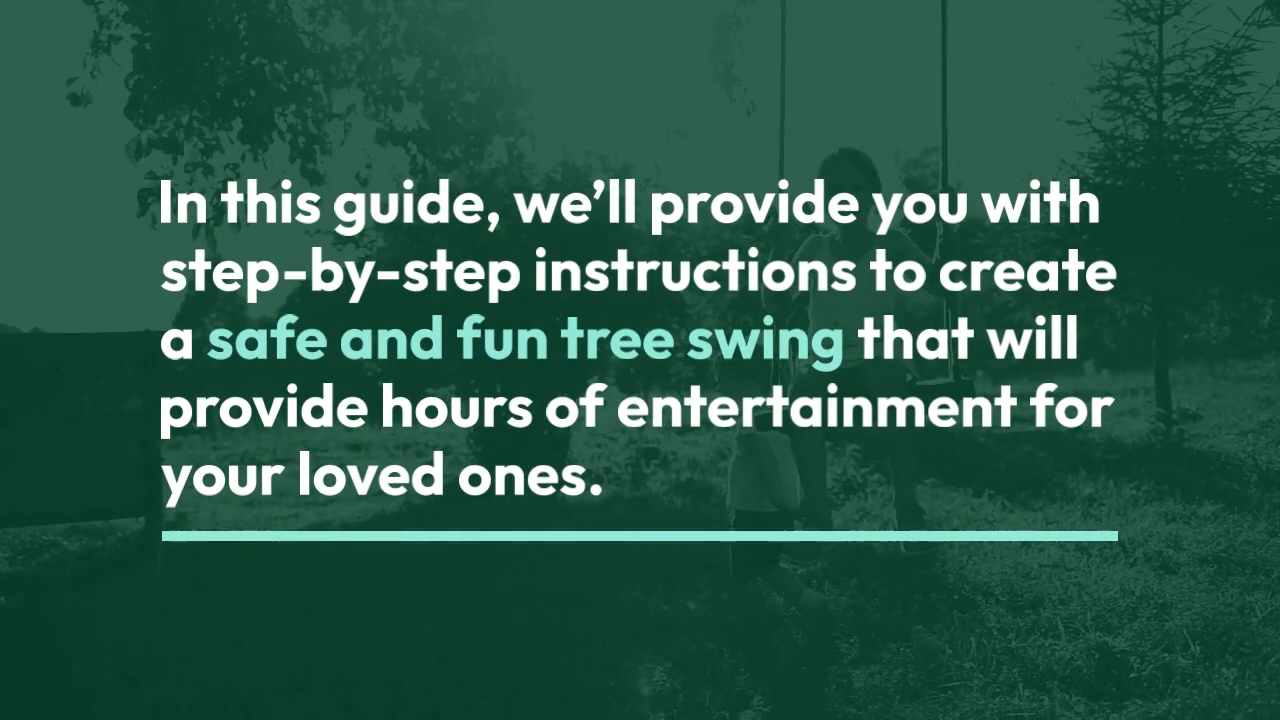 In this guide, we’ll provide you with
step-by-step instructions to create
a safe and fun tree swing that will
provide hours of entertainment for
your loved ones.